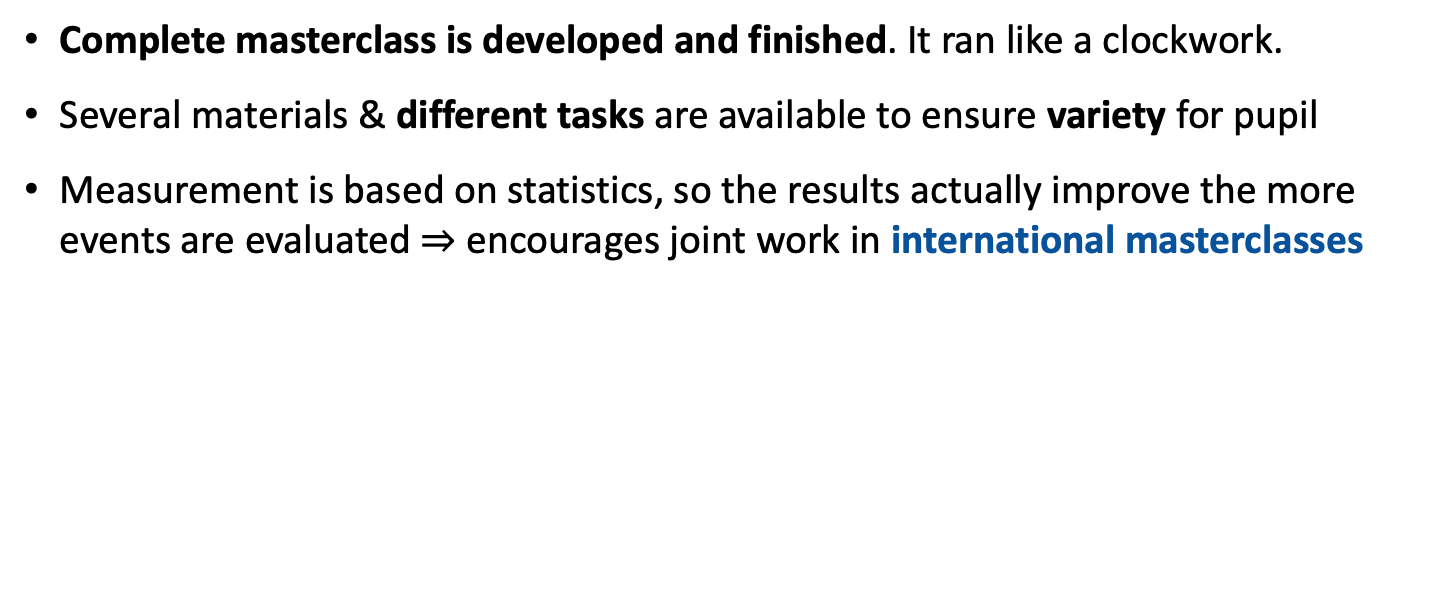 • Complete masterclass is developed and finished. It ran like a clockwork.
• Several materials & different tasks are available to ensure variety for pupil
• Measurement is based on statistics, so the results actually improve the more
events are evaluated ⇒ encourages joint work in international masterclasses